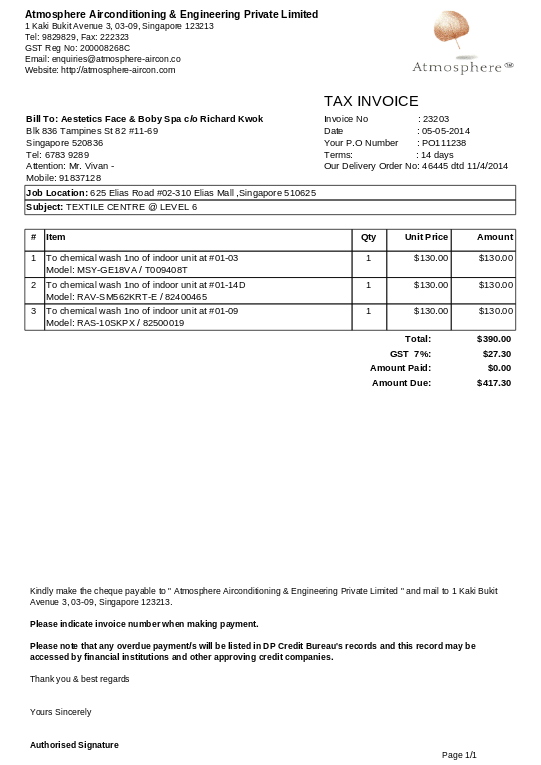 Atmosphere Airconditioning & Engineering Private Limited
1 Kaki Bukit Avenue 3, 03-09, Singapore 123213
Tel: 9829829, Fax: 222323
GST Reg No: 200008268C
Email: enquiries@atmosphere-aircon.co
Website: http://atmosphere-aircon.com
Atmosphere
TAX INVOICE
Bill To: Aestetics Face & Boby Spa c/o Richard Kwok
Blk 836 Tampines St 82 #11-69
Singapore 520836
Tel: 6783 9289
Attention: Mr. Vivan -
Mobile: 91837128
Invoice No : 23203
Date : 05-05-2014
Your P.O Number : PO111238
Terms: : 14 days
Our Delivery Order No: 46445 dtd 11/4/2014
Job Location: 625 Elias Road #02-310 Elias Mall ,Singapore 510625
Subject: TEXTILE CENTRE @ LEVEL 6
# Item Qty Unit Price Amount
1 To chemical wash 1no of indoor unit at #01-03 1 $130.00 $130.00
Model: MSY-GE18VA / T009408T
2 To chemical wash 1no of indoor unit at #01-14D 1 $130.00 $130.00
Model: RAV-SM562KRT-E / 82400465
3 To chemical wash 1no of indoor unit at #01-09 1 $130.00 $130.00
Model: RAS-10SKPX / 82500019
Total: $390.00
GST 7%: $27.30
Amount Paid: $0.00
Amount Due: $417.30
Kindly make the cheque payable to " Atmosphere Airconditioning & Engineering Private Limited " and mail to 1 Kaki Bukit
Avenue 3, 03-09, Singapore 123213.
Please indicate invoice number when making payment.
Please note that any overdue payment/s will be listed in DP Credit Bureau's records and this record may be
accessed by financial institutions and other approving credit companies.
Thank you & best regards
Yours Sincerely
Authorised Signature
Page 1/1